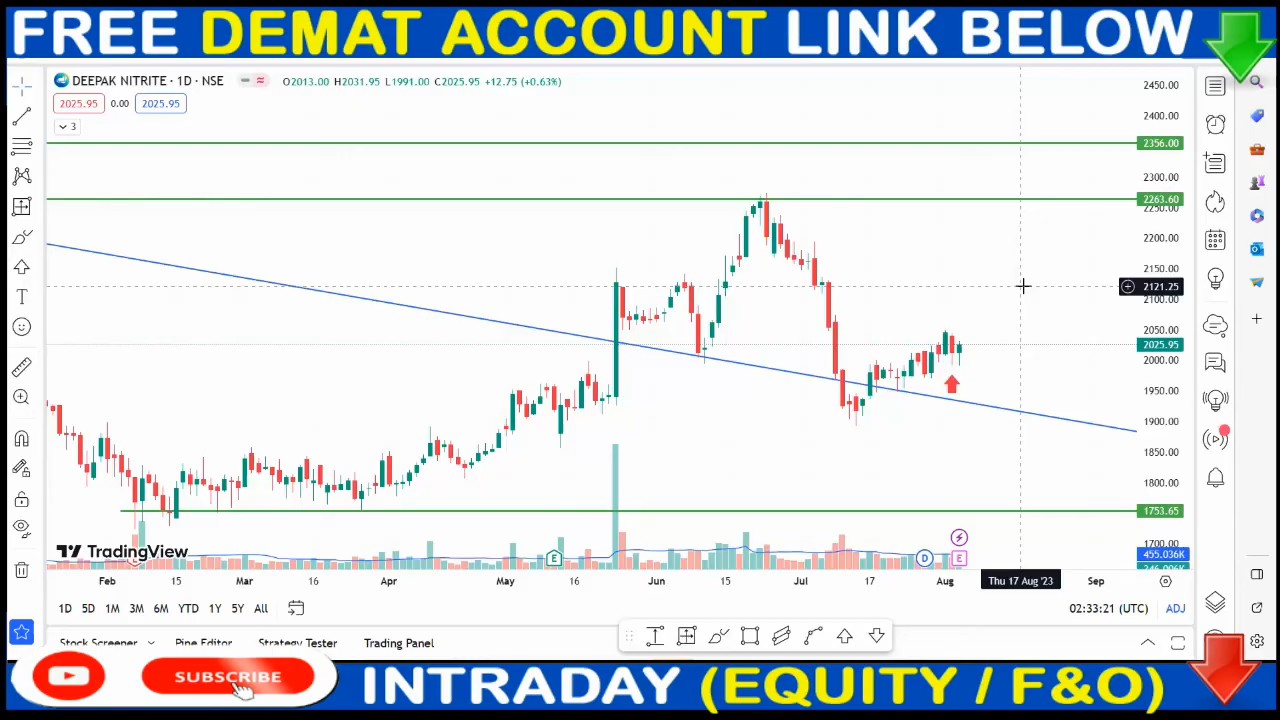 FREE DEMAT ACCOUNT LINK BELOW
DEEPAK NITRITE · 1D · NSE
O2013.00 H2031.95 L1991.00 C2025.95 +12.75 (+0.63%)
2025.95 0.00 2025.95
3
2450.00
2400.00
2356.00
2300.00
2263.60
2250.00
2200.00
2150.00
2121.25
2100.00
2050.00
2025.95
2000.00
1950.00
1900.00
1850.00
1800.00
1753.65
1700.00
455.036K
TradingView
E
D
E
Feb 15 Mar 16 Apr May 16 Jun 15 Jul 17 Aug Thu 17 Aug '23 Sep
1D 5D 1M 3M 6M YTD 1Y 5Y All
02:33:21 (UTC) ADJ
Stock Screener Pine Editor Strategy Tester Trading Panel
SUBSCRIBE
INTRADAY (EQUITY / F&O)